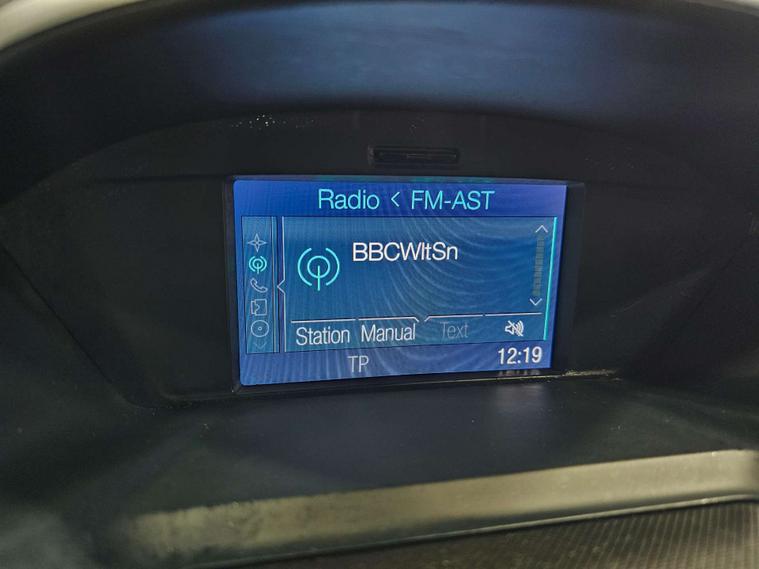 Radio < FM-AST
BBCWltSn
Station Manual Text
TP 12:19